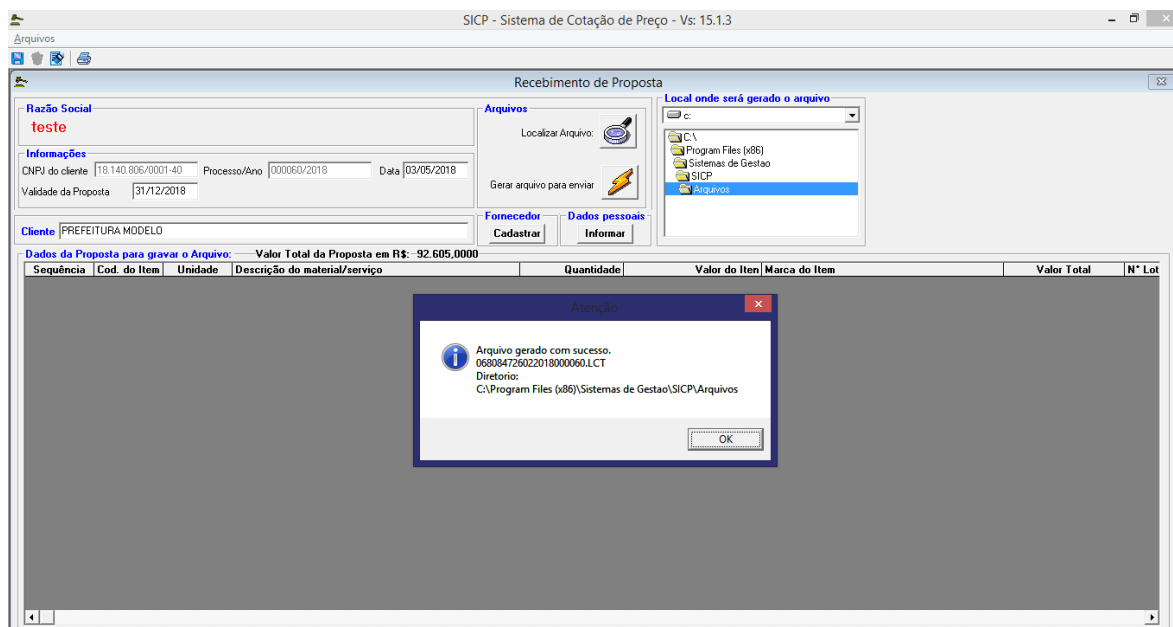 SICP - Sistema de Cotação de Preço - Vs: 15.1.3
Arquivos
Recebimento de Proposta
Razão Social
teste
Informações
CNPJ do cliente 18.140.806/0001-40 Processo/Ano 000060/2018 Data 03/05/2018
Validade da Proposta 31/12/2018
Cliente PREFEITURA MODELO
Arquivos
Localizar Arquivo:
Gerar arquivo para enviar
Fornecedor
Cadastrar
Dados pessoais
Informar
Local onde será gerado o arquivo
c:
C:\
Program Files (x86)
Sistemas de Gestao
SICP
Arquivos
Dados da Proposta para gravar o Arquivo: Valor Total da Proposta em R$: 92.605,0000
Sequência Cod. do Item Unidade Descrição do material/serviço Quantidade Valor do Iten Marca do Item Valor Total N° Lot
Atenção
Arquivo gerado com sucesso.
068084726022018000060.LCT
Diretorio:
C:\Program Files (x86)\Sistemas de Gestao\SICP\Arquivos
OK